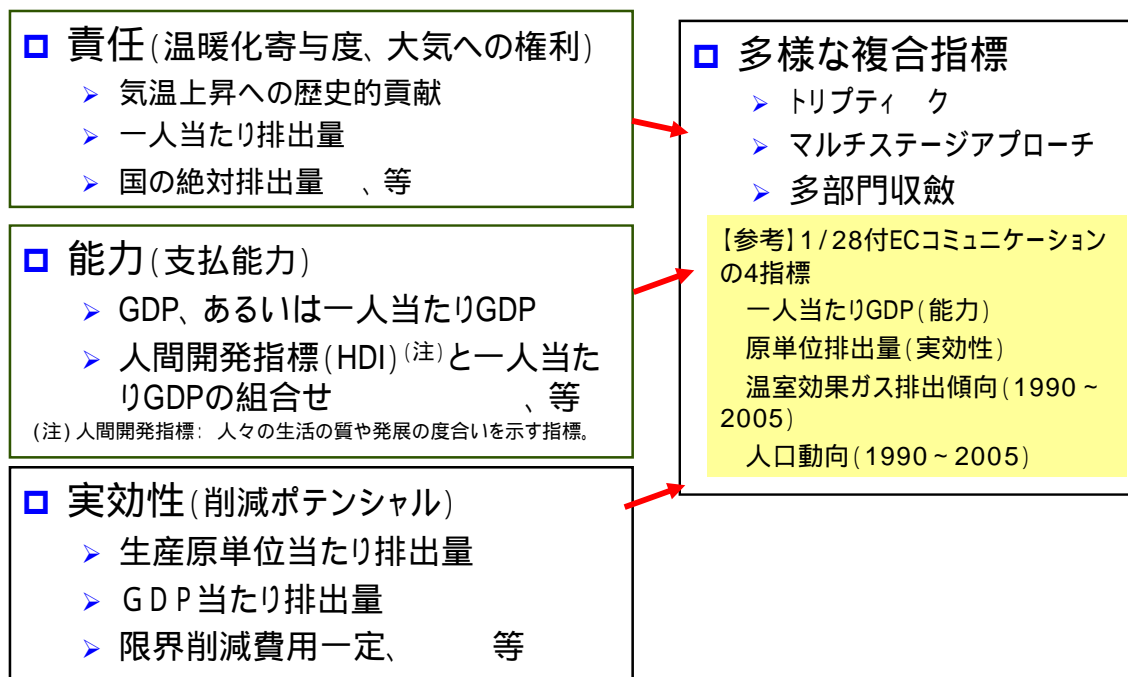 責任(温暖化寄与度、大気への権利)
気温上昇への歴史的貢献
一人当たり排出量
国の絶対排出量 、等
能力(支払能力)
GDP、あるいは一人当たりGDP
人間開発指標(HDI)(注)と一人当た
りGDPの組合せ 、等
(注) 人間開発指標: 人々の生活の質や発展の度合いを示す指標。
実効性(削減ポテンシャル)
生産原単位当たり排出量
GDP当たり排出量
限界削減費用一定、 等
多様な複合指標
トリプティ ク
マルチステージアプローチ
多部門収斂
【参考】1/28付ECコミュニケーション
の4指標
一人当たりGDP(能力)
原単位排出量(実効性)
温室効果ガス排出傾向(1990~
2005)
人口動向(1990~2005)